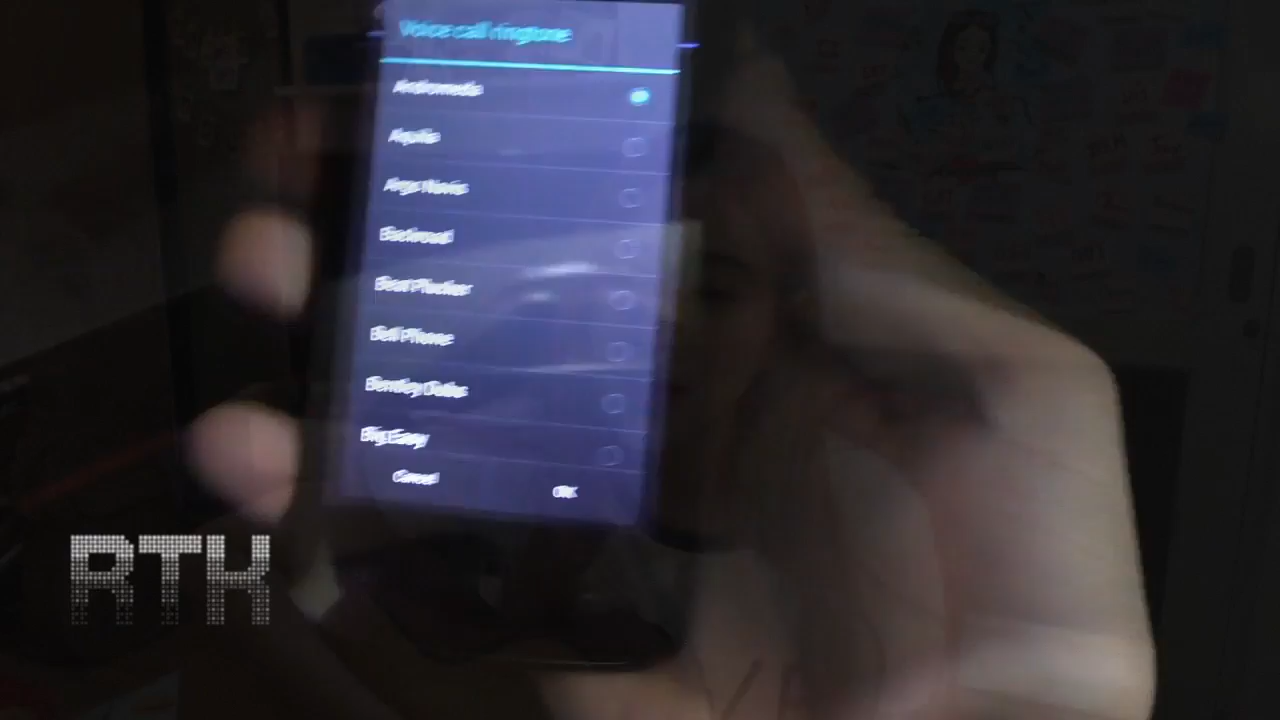 Voice call ringtone
Andromeda
Aquila
Argo Navis
Backroad
Beat Plucker
Bell Phone
Bentley Dubs
Big Easy
Cancel
OK
RTK